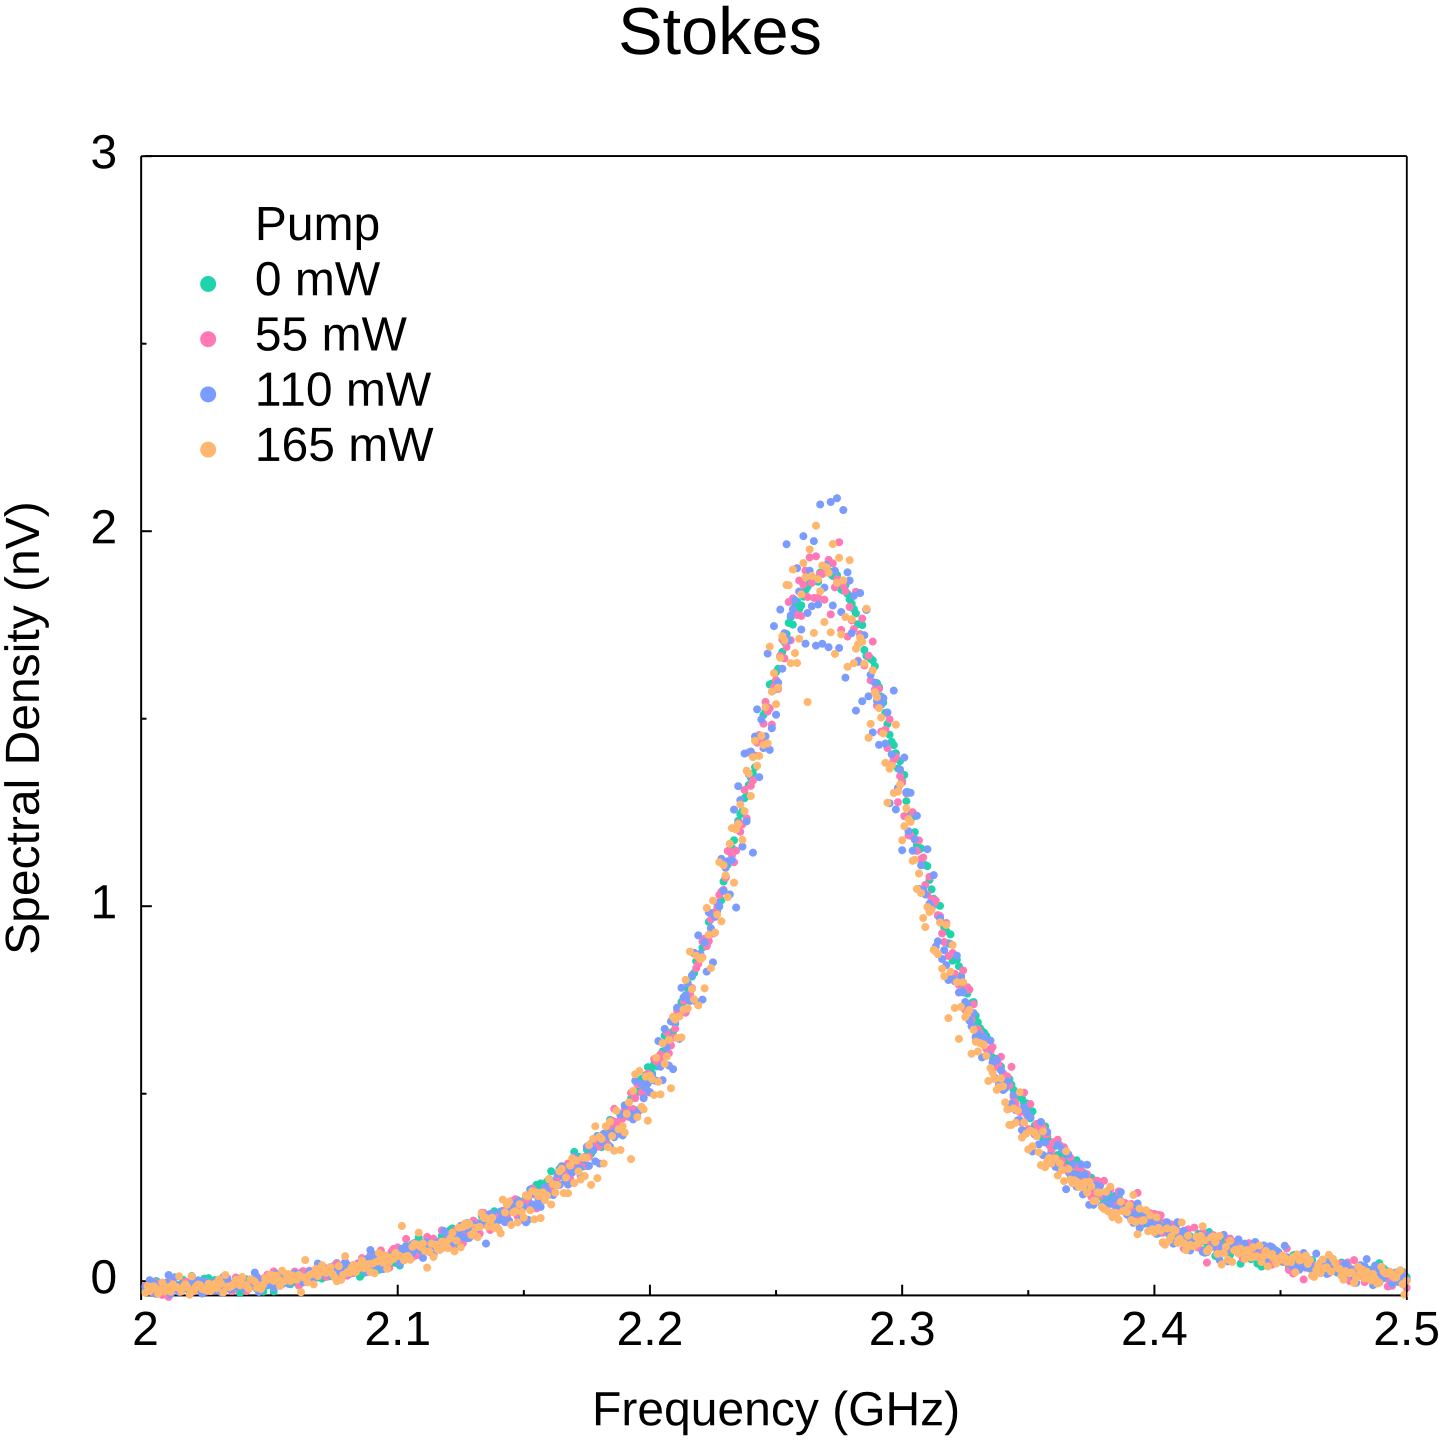 Stokes
3
Pump
0 mW
55 mW
110 mW
165 mW
2
1
0
Spectral Density (nV)
2
2.1
2.2
2.3
2.4
2.5
Frequency (GHz)